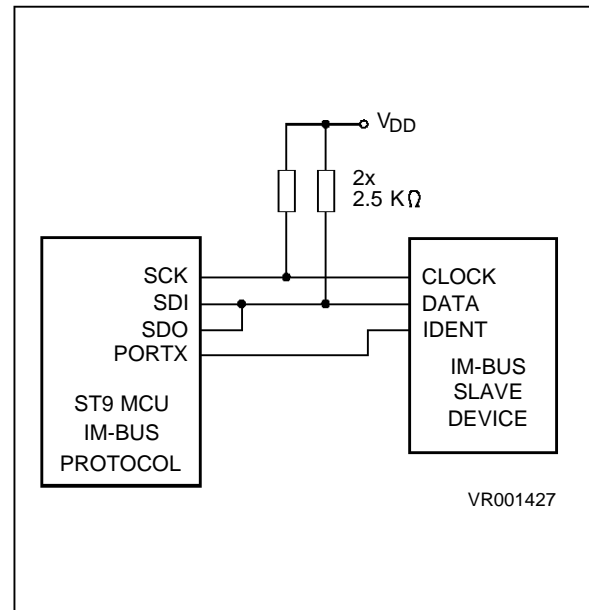 VDD
2x
2.5 KΩ
SCK
SDI
SDO
PORTX
ST9 MCU
IM-BUS
PROTOCOL
CLOCK
DATA
IDENT
IM-BUS
SLAVE
DEVICE
VR001427